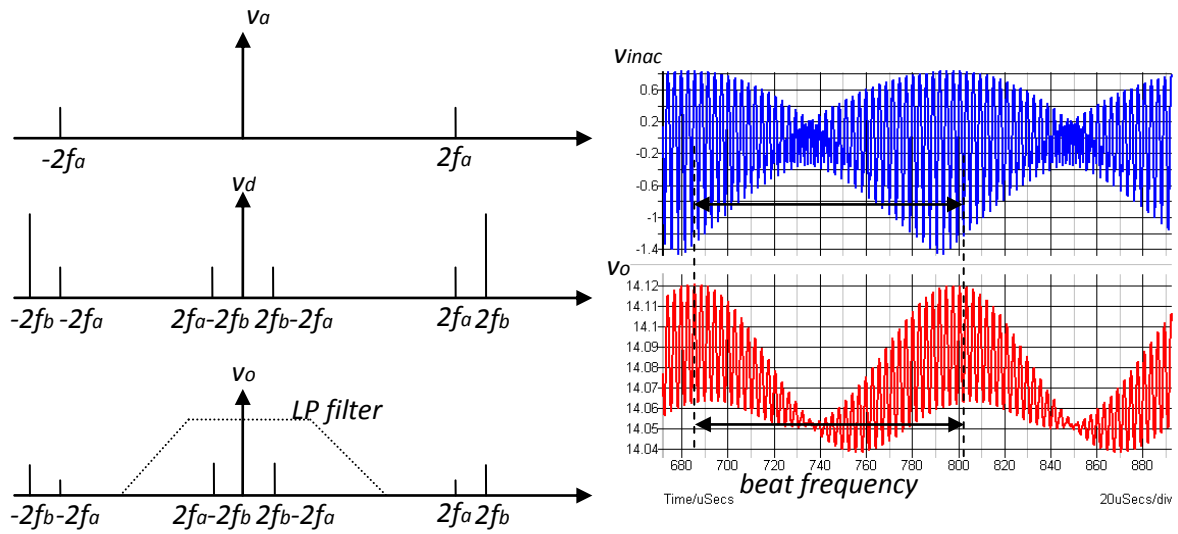 va
-2fa 2fa
vd
-2fb -2fa 2fa-2fb 2fb-2fa 2fa 2fb
vo
LP filter
-2fb -2fa 2fa-2fb 2fb-2fa 2fa 2fb
vinac
0.6
0.2
-0.2
-0.6
-1
-1.4
vo
14.12
14.11
14.1
14.09
14.08
14.07
14.06
14.05
14.04
680 700 720 740 760 780 800 820 840 860 880
beat frequency
Time/uSecs 20uSecs/div